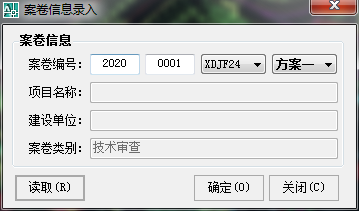 案卷信息录入
案卷信息
案卷编号： 2020 0001 XDJF24 方案一
项目名称：
建设单位：
案卷类别： 技术审查
读取(R) 确定(O) 关闭(C)